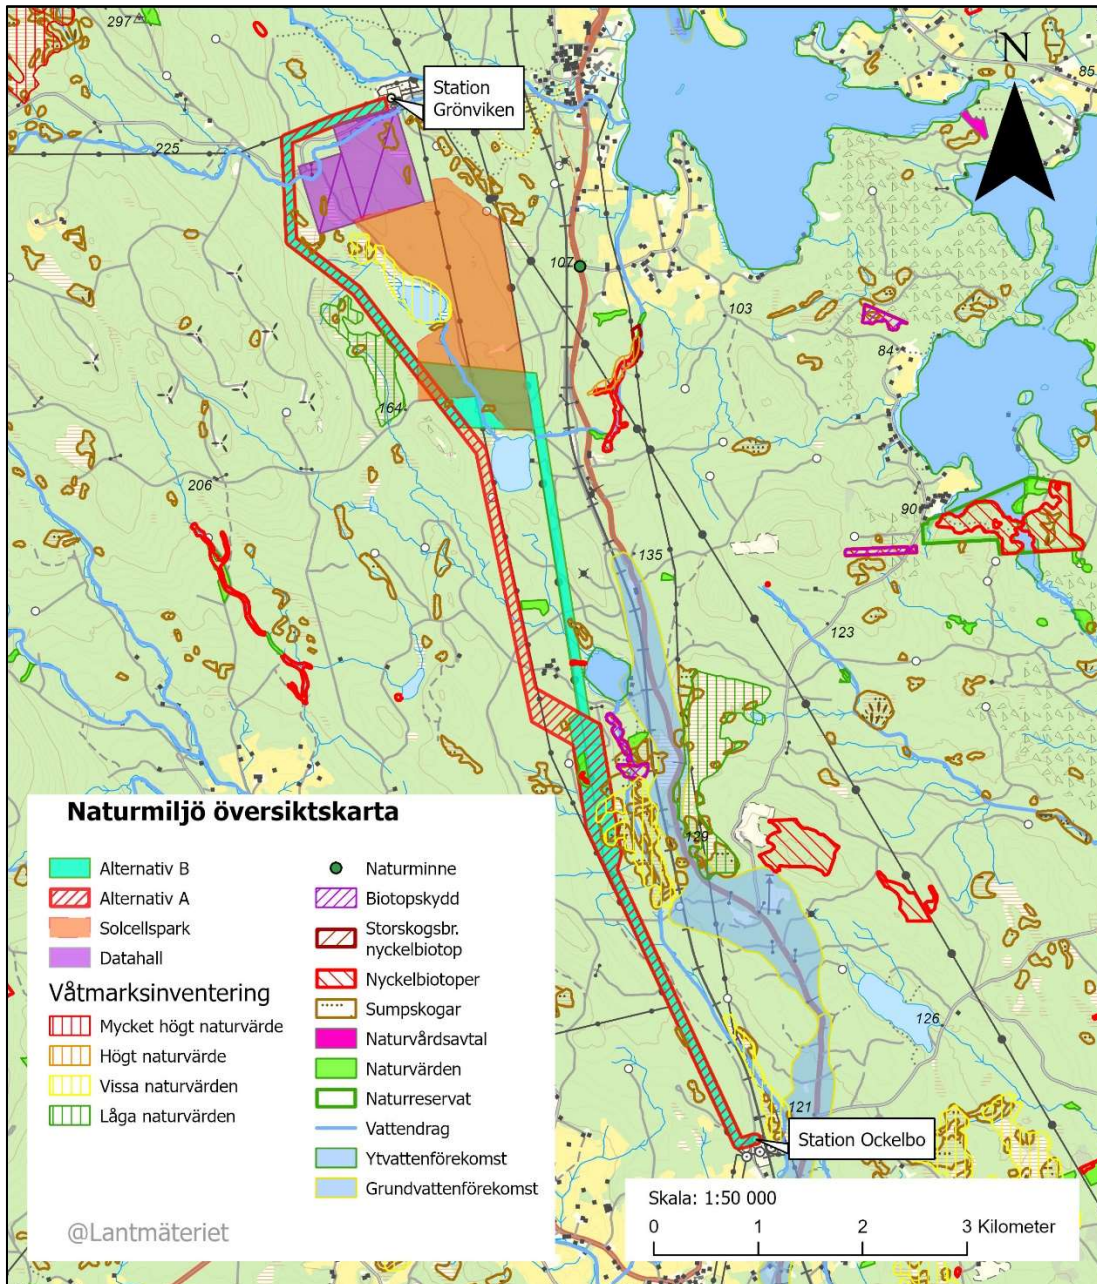 297
N
85
Station
Grönviken
225
107
103
84
164
206
90
135
123
129
126
121
Station Ockelbo
Naturmiljö översiktskarta
Alternativ B
Alternativ A
Solcellspark
Datahall
Våtmarksinventering
Mycket högt naturvärde
Högt naturvärde
Vissa naturvärden
Låga naturvärden
Naturminne
Biotopskydd
Storskogsbr.
nyckelbiotop
Nyckelbiotoper
Sumpskogar
Naturvårdsavtal
Naturvärden
Naturreservat
Vattendrag
Ytvattenförekomst
Grundvattenförekomst
@Lantmäteriet
Skala: 1:50 000
0 1 2 3 Kilometer